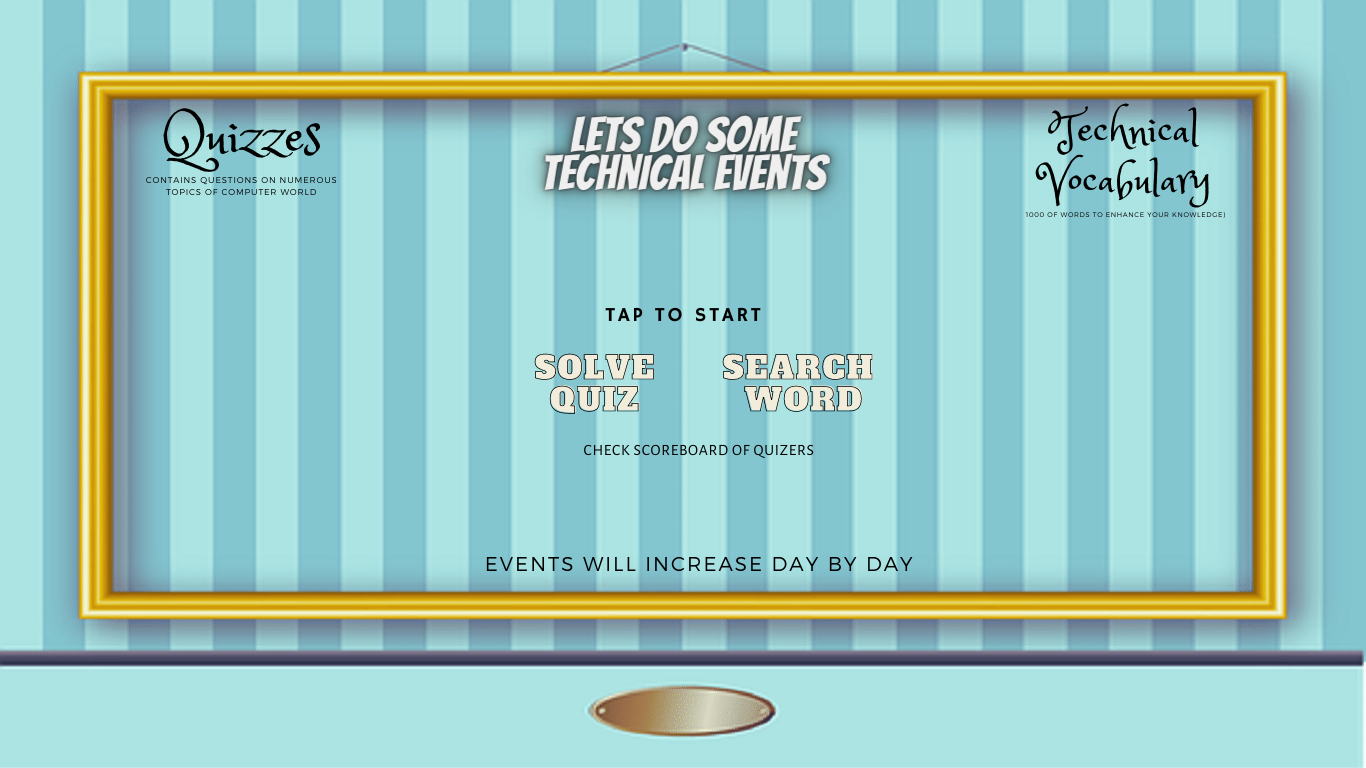 Quizzes
CONTAINS QUESTIONS ON NUMEROUS
TOPICS OF COMPUTER WORLD
LETS DO SOME
TECHNICAL EVENTS
Technical
Vocabulary
1000 OF WORDS TO ENHANCE YOUR KNOWLEDGE)
TAP TO START
SOLVE
QUIZ
SEARCH
WORD
CHECK SCOREBOARD OF QUIZERS
EVENTS WILL INCREASE DAY BY DAY